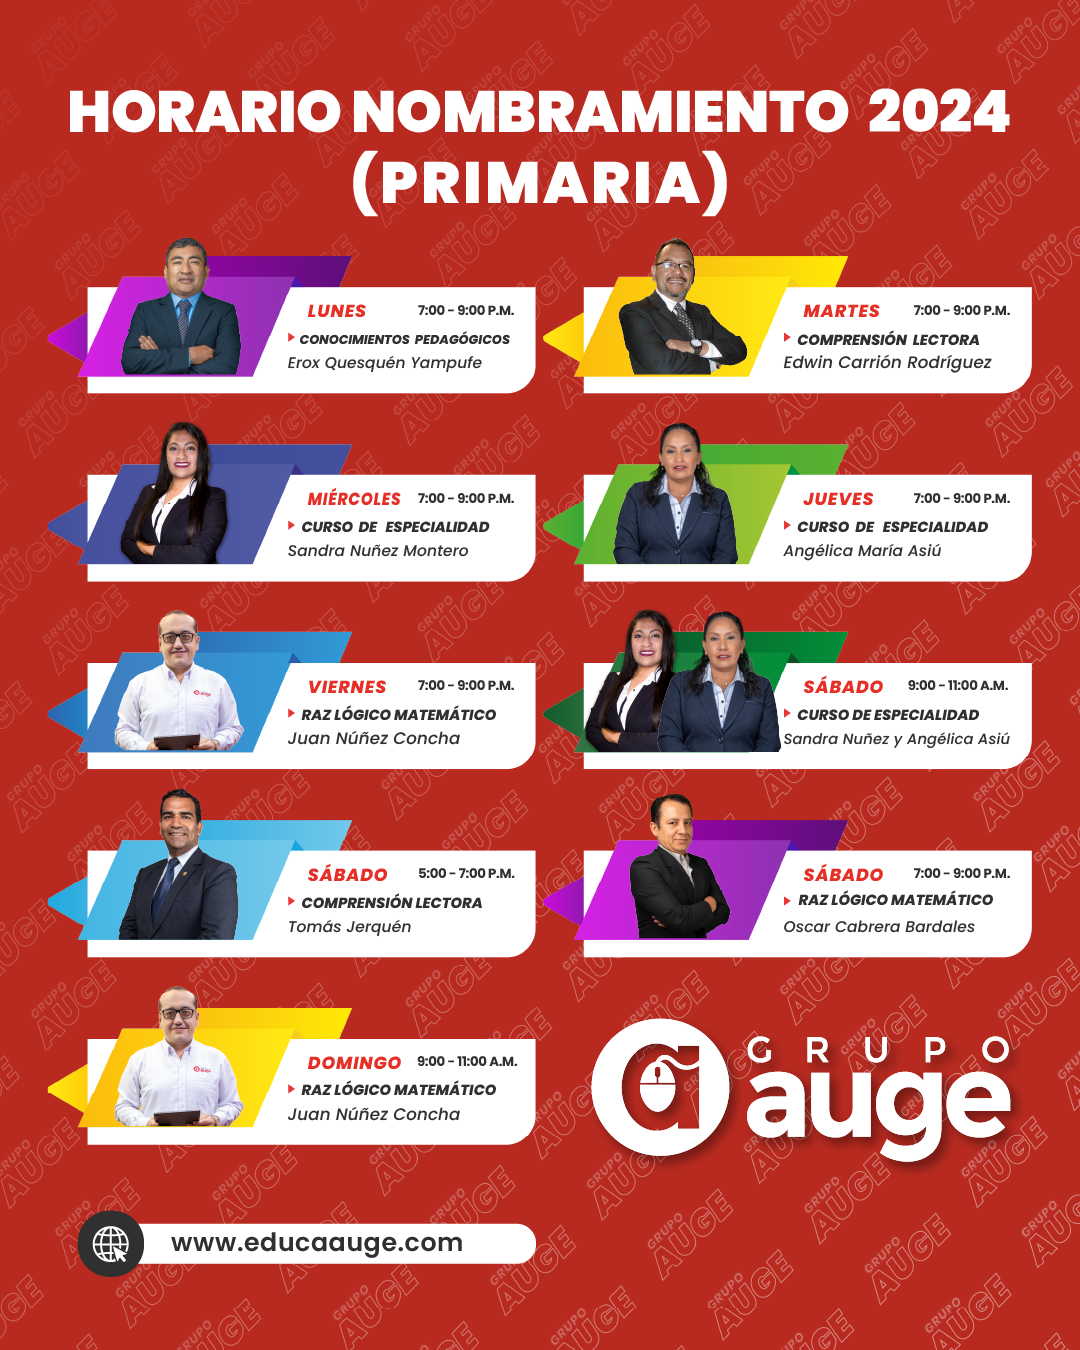 HORARIO NOMBRAMIENTO 2024
(PRIMARIA)
LUNES 7:00 - 9:00 P.M.
CONOCIMIENTOS PEDAGÓGICOS
Erox Quesquén Yampufe
MARTES 7:00 - 9:00 P.M.
COMPRENSIÓN LECTORA
Edwin Carrión Rodríguez
MIÉRCOLES 7:00 - 9:00 P.M.
CURSO DE ESPECIALIDAD
Sandra Nuñez Montero
JUEVES 7:00 - 9:00 P.M.
CURSO DE ESPECIALIDAD
Angélica María Asiú
VIERNES 7:00 - 9:00 P.M.
RAZ LÓGICO MATEMÁTICO
Juan Núñez Concha
SÁBADO 9:00 - 11:00 A.M.
CURSO DE ESPECIALIDAD
Sandra Nuñez y Angélica Asiú
SÁBADO 5:00 - 7:00 P.M.
COMPRENSIÓN LECTORA
Tomás Jerquén
SÁBADO 7:00 - 9:00 P.M.
RAZ LÓGICO MATEMÁTICO
Oscar Cabrera Bardales
DOMINGO 9:00 - 11:00 A.M.
RAZ LÓGICO MATEMÁTICO
Juan Núñez Concha
GRUPO
auge
www.educaauge.com